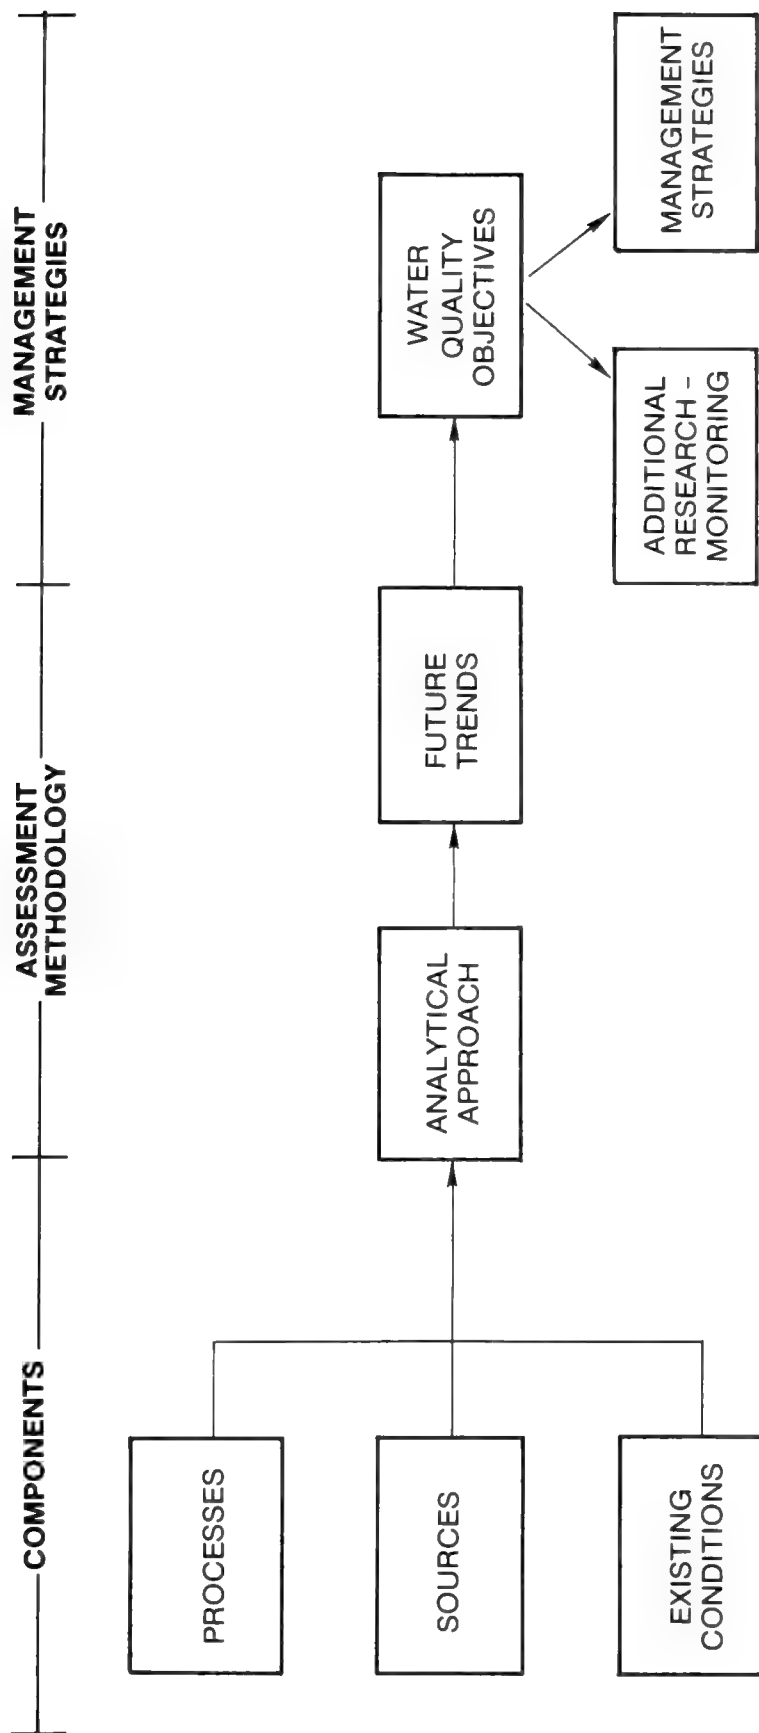 COMPONENTS
ASSESSMENT
METHODOLOGY
MANAGEMENT
STRATEGIES
PROCESSES
SOURCES
EXISTING
CONDITIONS
ANALYTICAL
APPROACH
FUTURE
TRENDS
WATER
QUALITY
OBJECTIVES
ADDITIONAL
RESEARCH -
MONITORING
MANAGEMENT
STRATEGIES